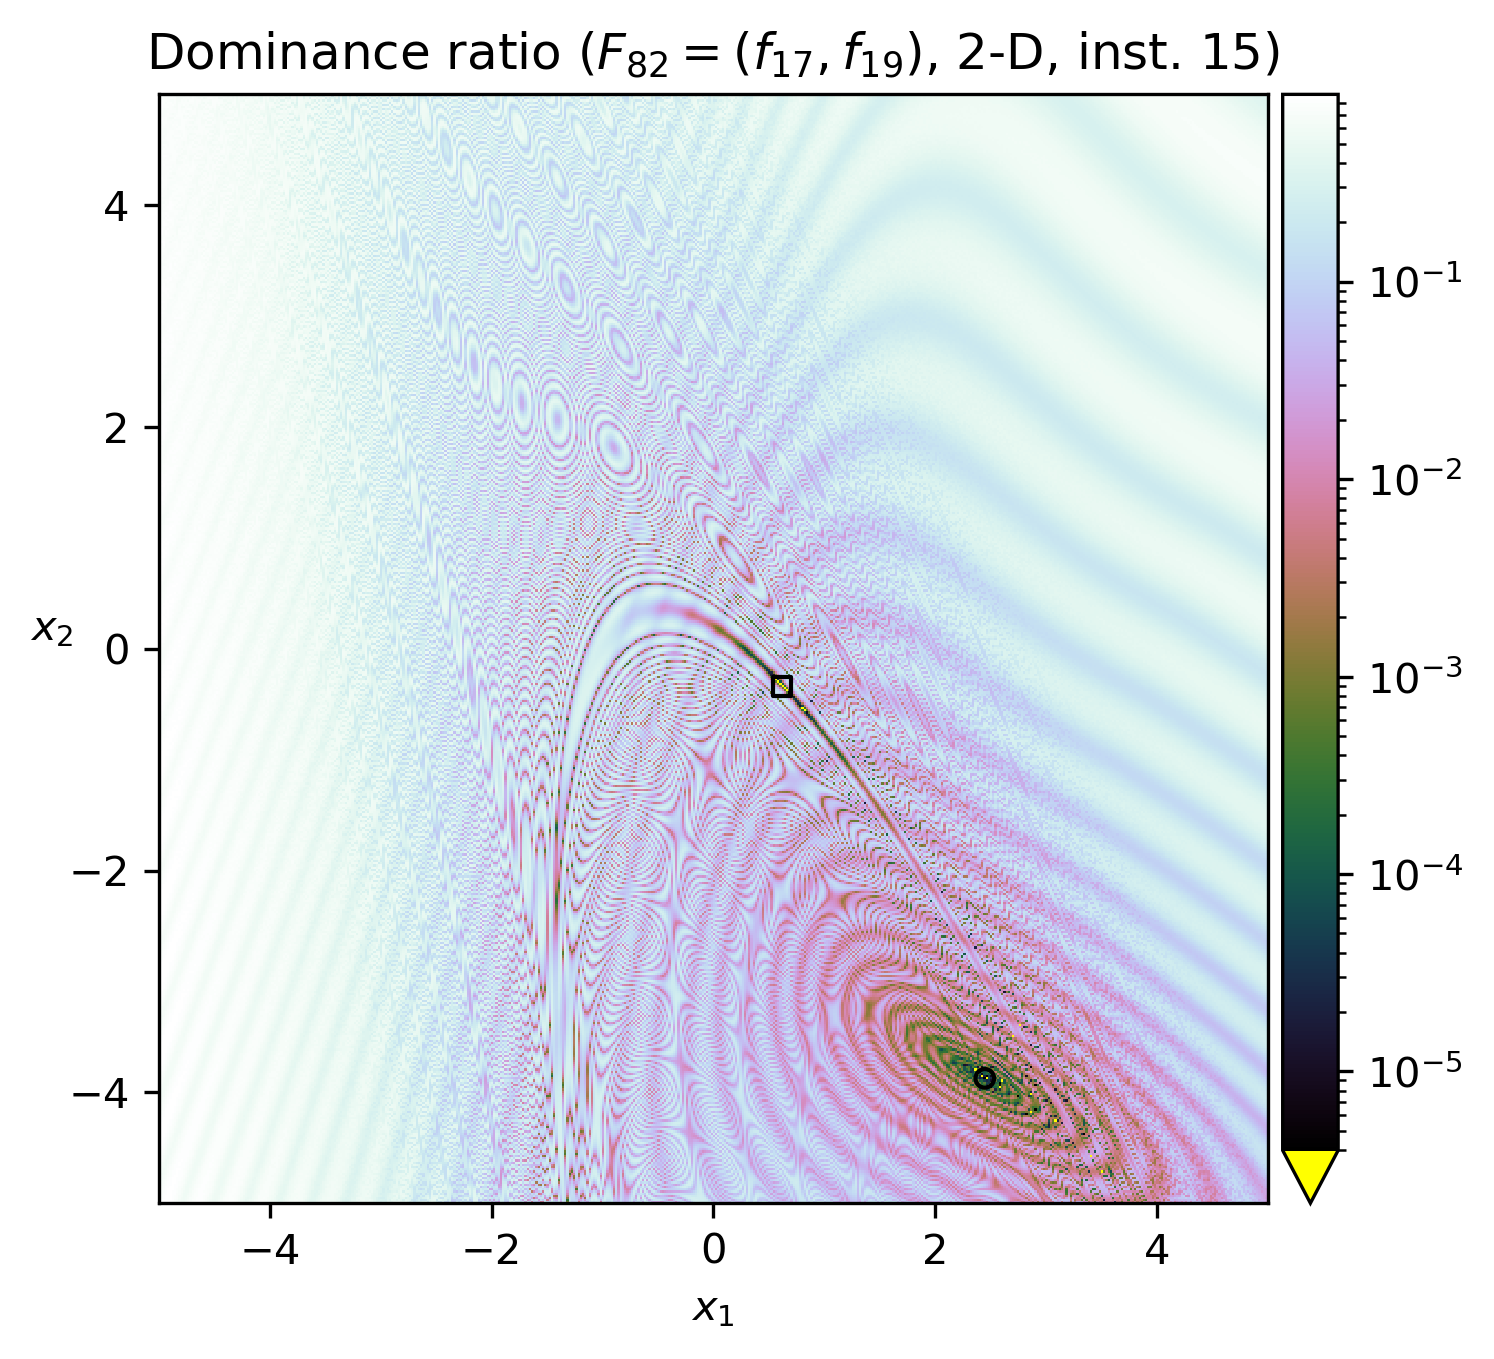 Dominance ratio (F₈₂ = (f₁₇, f₁₉), 2-D, inst. 15)
4
2
0
−2
−4
x₂
−4 −2 0 2 4
x₁
10⁻¹
10⁻²
10⁻³
10⁻⁴
10⁻⁵